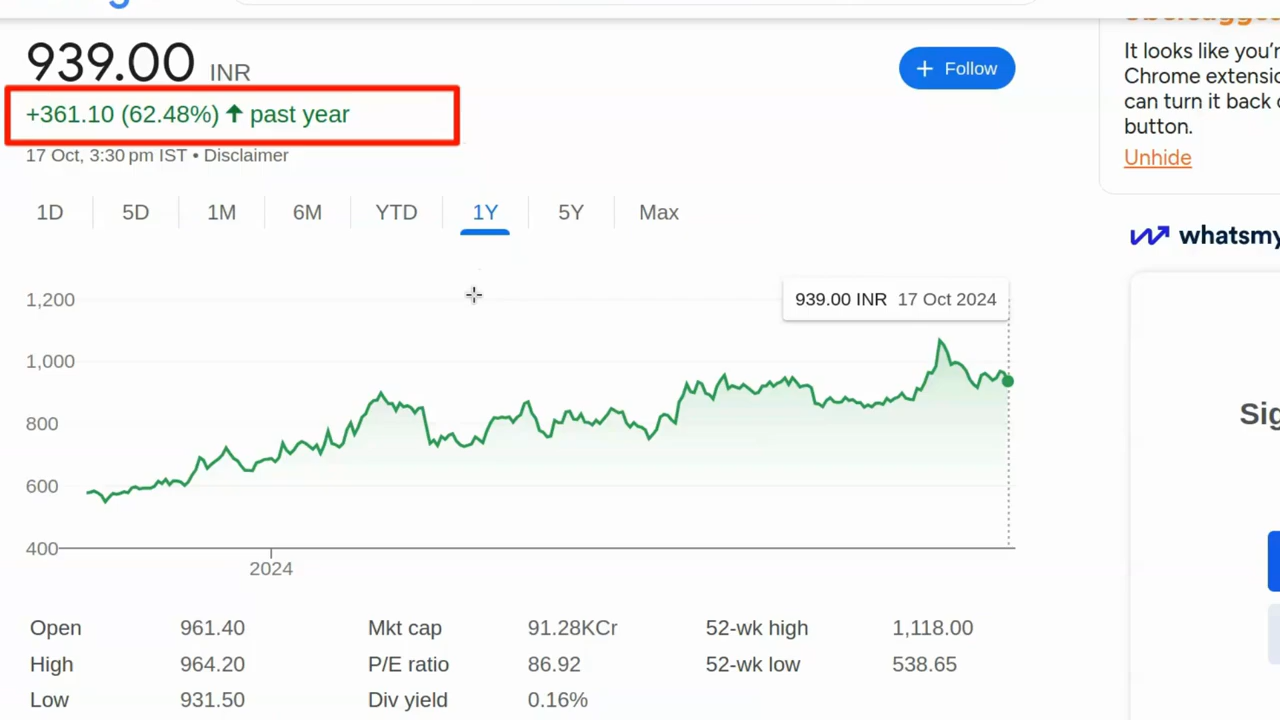 939.00 INR
+ Follow
+361.10 (62.48%) ↑ past year
17 Oct, 3:30 pm IST • Disclaimer
1D 5D 1M 6M YTD 1Y 5Y Max
939.00 INR 17 Oct 2024
1,200
1,000
800
600
400
2024
Open 961.40 Mkt cap 91.28KCr 52-wk high 1,118.00
High 964.20 P/E ratio 86.92 52-wk low 538.65
Low 931.50 Div yield 0.16%
It looks like you'r
Chrome extensio
can turn it back o
button.
Unhide
whatsmy
Sig